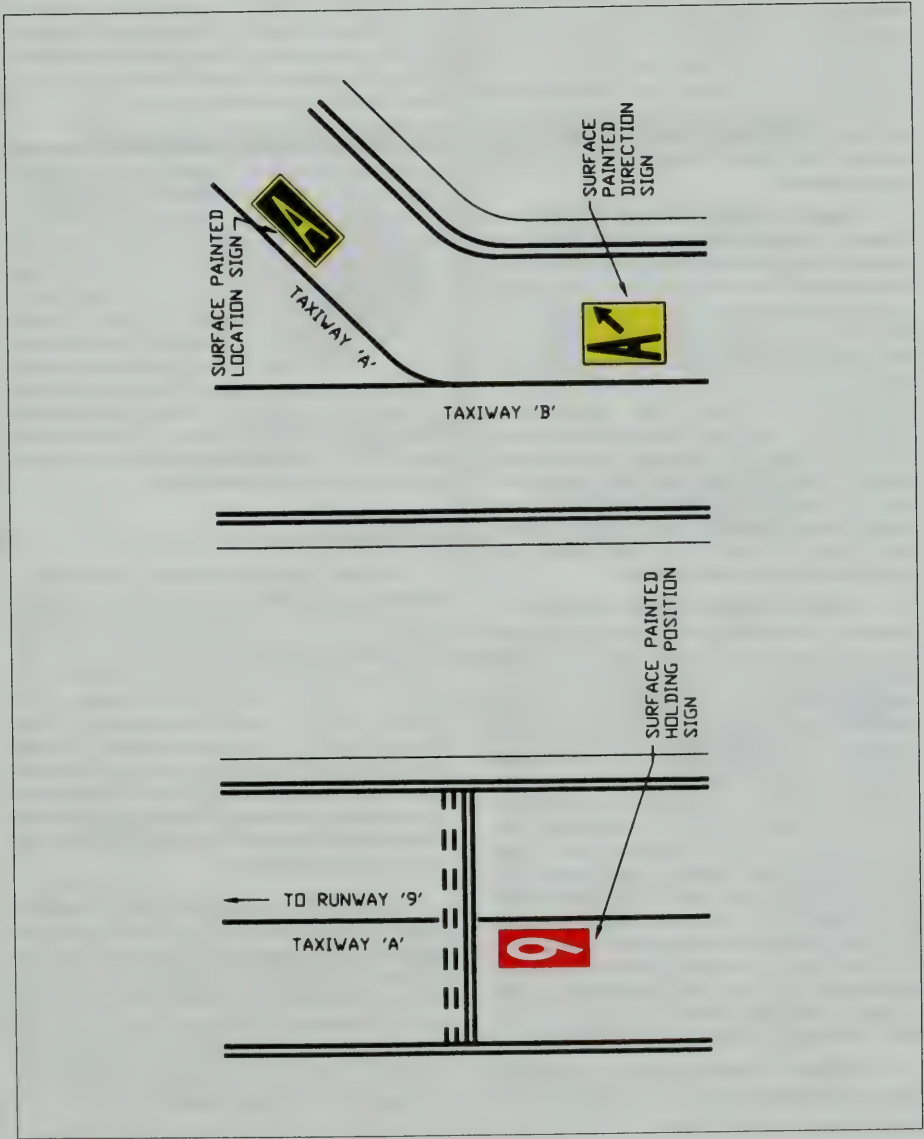 SURFACE PAINTED
LOCATION SIGN
A
TAXIWAY 'A'
SURFACE
PAINTED
DIRECTION
SIGN
A
TAXIWAY 'B'
TO RUNWAY '9'
TAXIWAY 'A'
9
SURFACE PAINTED
HOLDING POSITION
SIGN